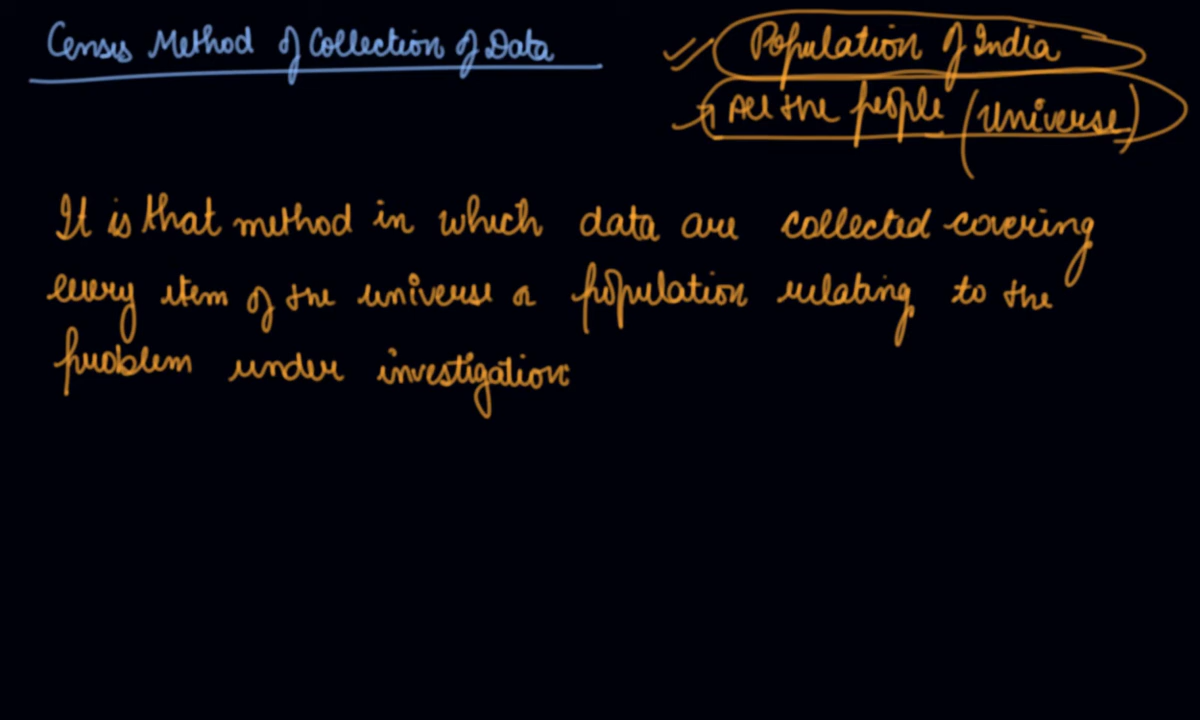 Census Method of Collection of Data
Population of India
All the people (Universe)
It is that method in which data are collected covering
every item of the universe or population relating to the
problem under investigation